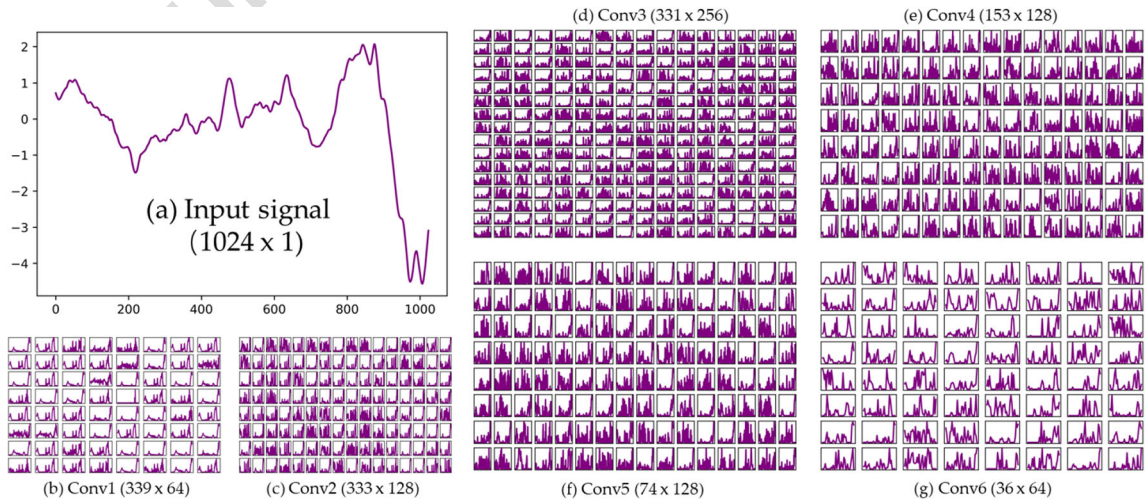 (d) Conv3 (331 x 256)
(e) Conv4 (153 x 128)
2
1
0
-1
-2
-3
-4
(a) Input signal
(1024 x 1)
0
200
400
600
800
1000
(b) Conv1 (339 x 64)
(c) Conv2 (333 x 128)
(f) Conv5 (74 x 128)
(g) Conv6 (36 x 64)